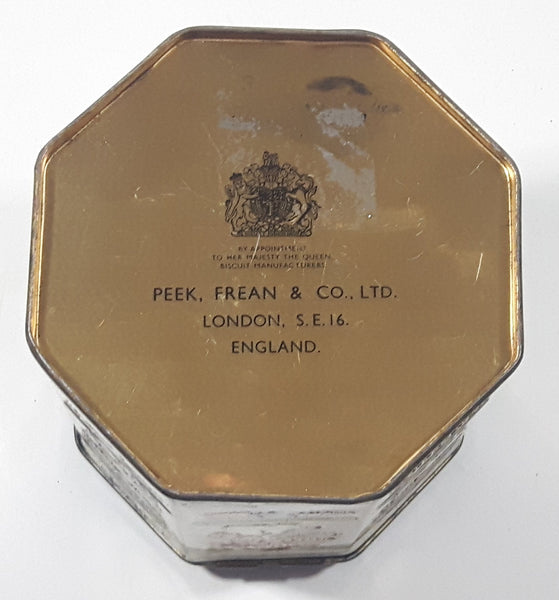 BY APPOINTMENT
TO HER MAJESTY THE QUEEN
BISCUIT MANUFACTURERS
PEEK, FREAN & CO., LTD.
LONDON, S.E.16.
ENGLAND.